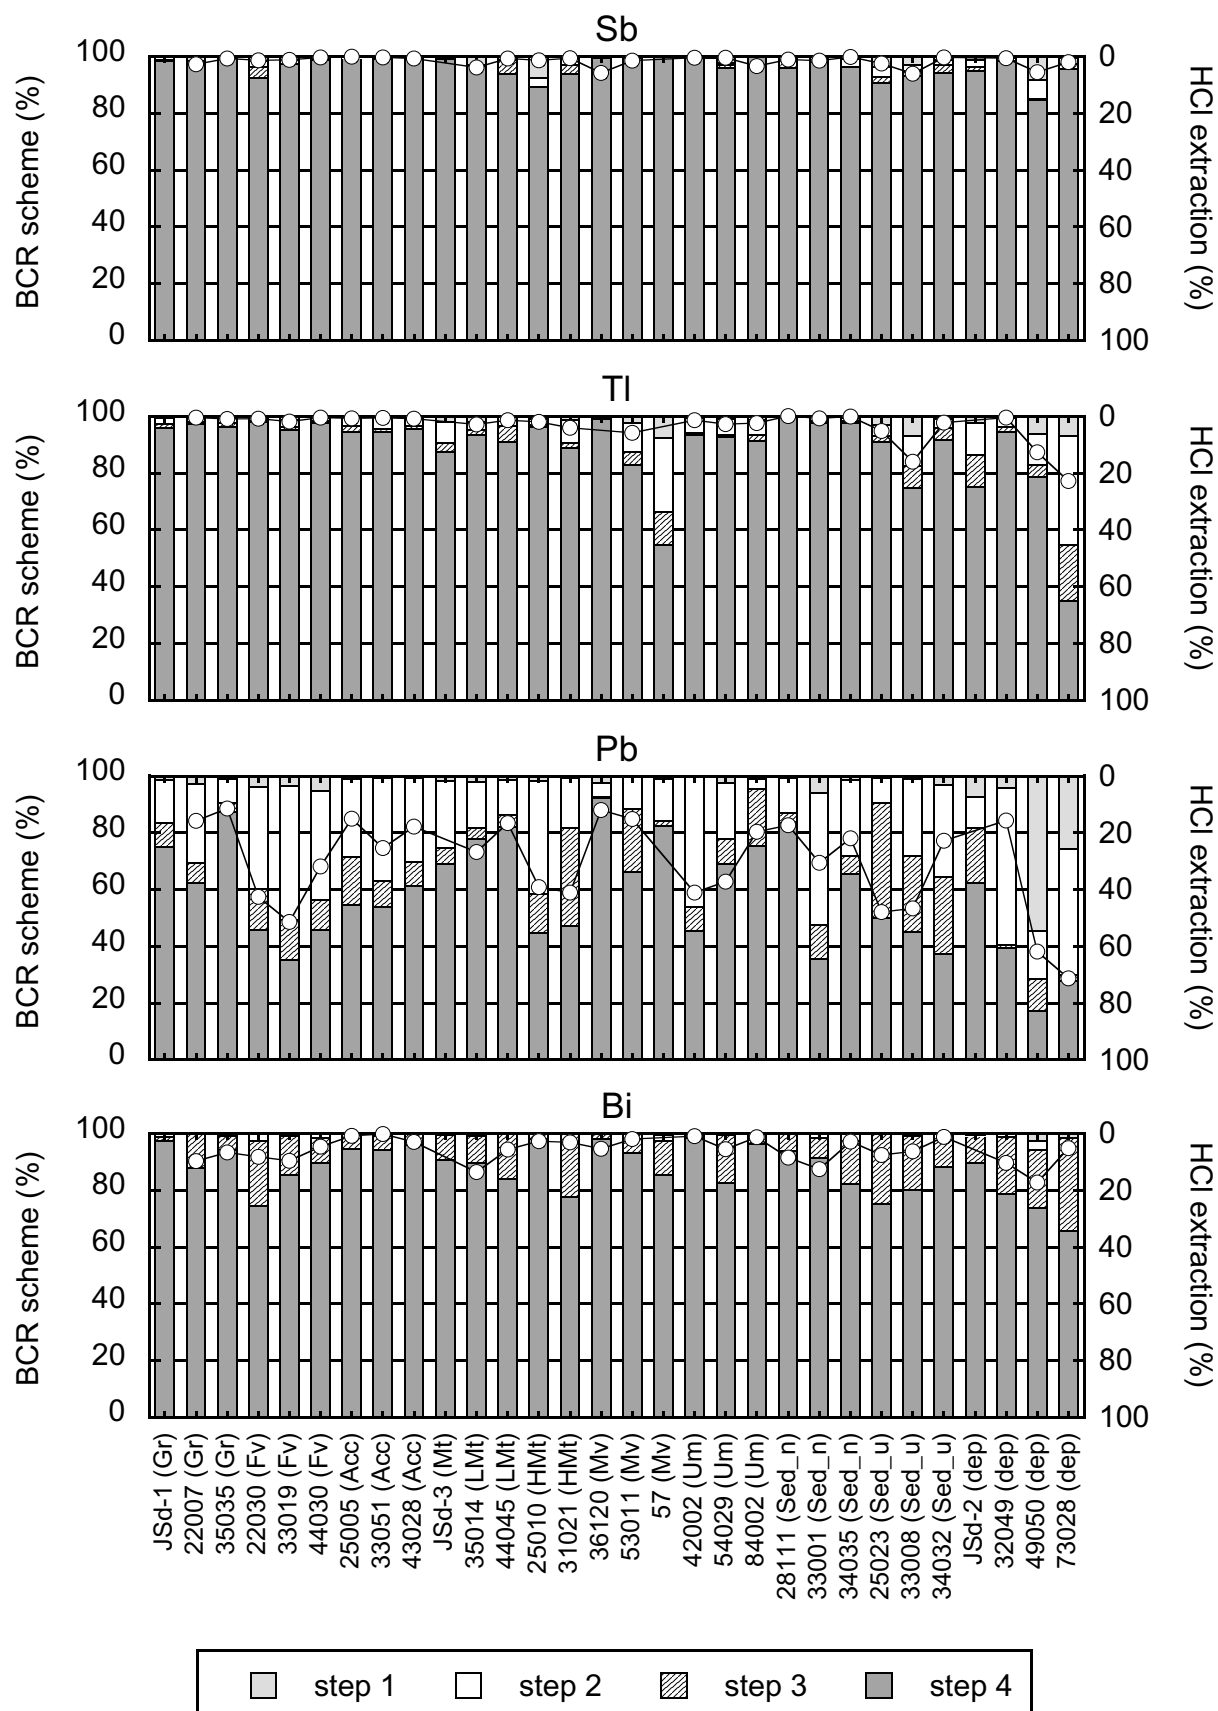 Sb
BCR scheme (%)
100
80
60
40
20
0
0
20
40
60
80
100
HCl extraction (%)
Tl
BCR scheme (%)
100
80
60
40
20
0
0
20
40
60
80
100
HCl extraction (%)
Pb
BCR scheme (%)
100
80
60
40
20
0
0
20
40
60
80
100
HCl extraction (%)
Bi
BCR scheme (%)
100
80
60
40
20
0
0
20
40
60
80
100
HCl extraction (%)
JSd-1 (Gr)
22007 (Gr)
35035 (Gr)
22030 (Fv)
33019 (Fv)
44030 (Fv)
25005 (Acc)
33051 (Acc)
43028 (Acc)
JSd-3 (Mt)
35014 (LMt)
44045 (LMt)
25010 (HMt)
31021 (HMt)
36120 (Mv)
53011 (Mv)
57 (Mv)
42002 (Um)
54029 (Um)
84002 (Um)
28111 (Sed_n)
33001 (Sed_n)
34035 (Sed_n)
25023 (Sed_u)
33008 (Sed_u)
34032 (Sed_u)
JSd-2 (dep)
32049 (dep)
49050 (dep)
73028 (dep)
step 1 step 2 step 3 step 4